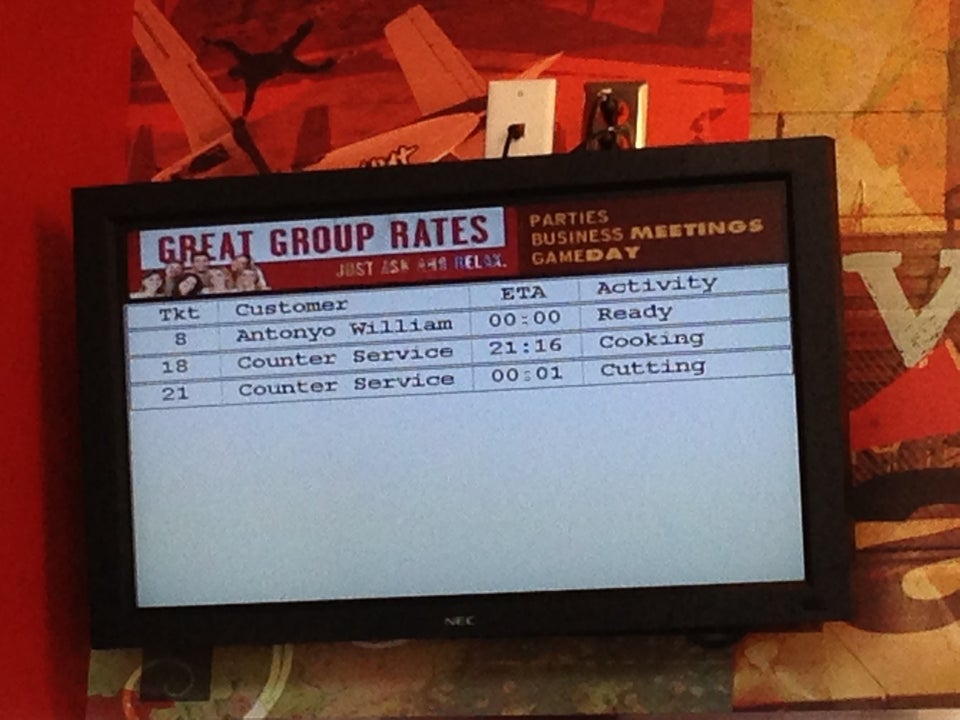 GREAT GROUP RATES
JUST ASK AND RELAX.
PARTIES
BUSINESS MEETINGS
GAMEDAY
Tkt Customer ETA Activity
8 Antonyo William 00:00 Ready
18 Counter Service 21:16 Cooking
21 Counter Service 00:01 Cutting
NEC
V